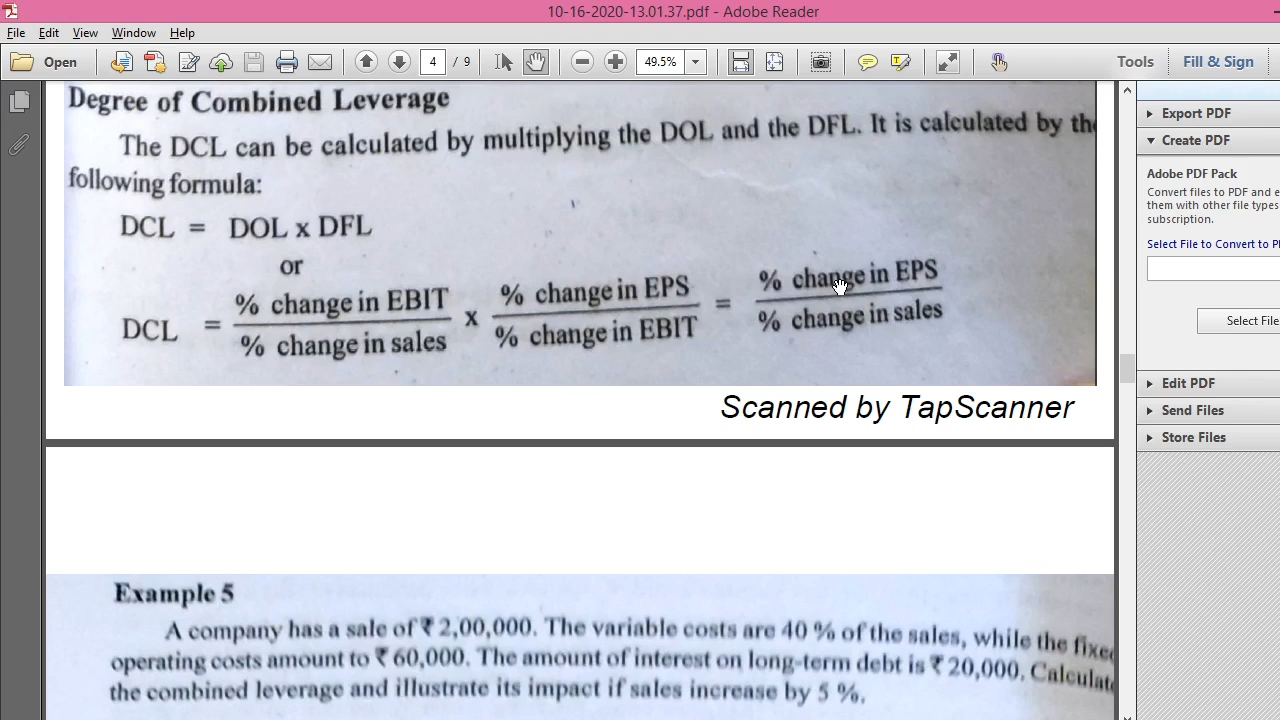 10-16-2020-13.01.37.pdf - Adobe Reader
File Edit View Window Help
Open 4 / 9 49.5% Tools Fill & Sign
Degree of Combined Leverage
The DCL can be calculated by multiplying the DOL and the DFL. It is calculated by the
following formula:
DCL = DOL x DFL
or
DCL = % change in EBIT / % change in sales x % change in EPS / % change in EBIT = % change in EPS / % change in sales
Scanned by TapScanner
Example 5
A company has a sale of ₹ 2,00,000. The variable costs are 40 % of the sales, while the fixe
operating costs amount to ₹ 60,000. The amount of interest on long-term debt is ₹ 20,000. Calculat
the combined leverage and illustrate its impact if sales increase by 5 %.
Export PDF
Create PDF
Adobe PDF Pack
Convert files to PDF and e
them with other file types
subscription.
Select File to Convert to P
Select File
Edit PDF
Send Files
Store Files